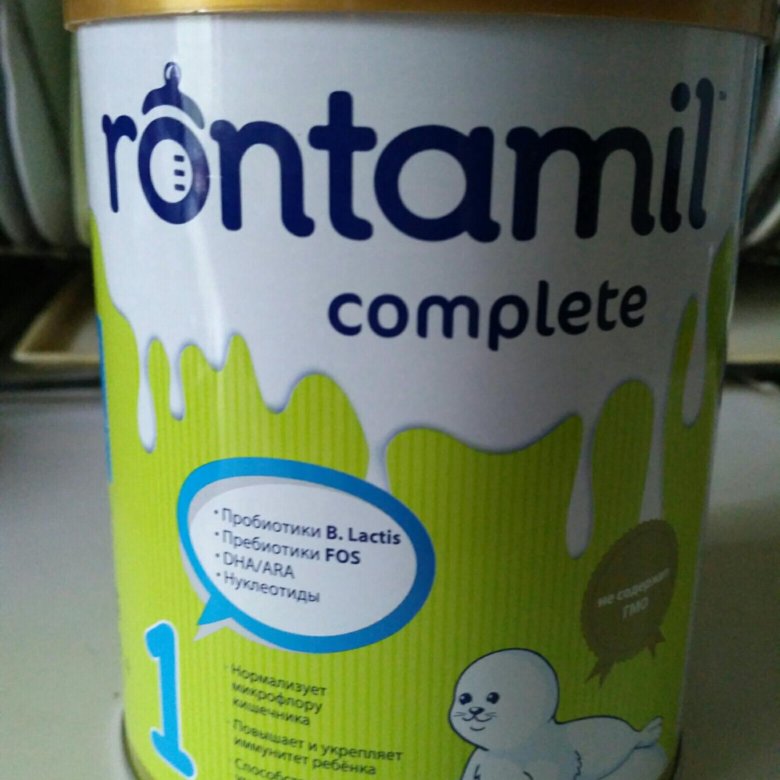 rontamil™
complete
• Пробиотики B. Lactis
• Пребиотики FOS
• DHA/ARA
• Нуклеотиды
не содержит
ГМО
1
• Нормализует
микрофлору
кишечника
• Повышает и укрепляет
иммунитет ребёнка